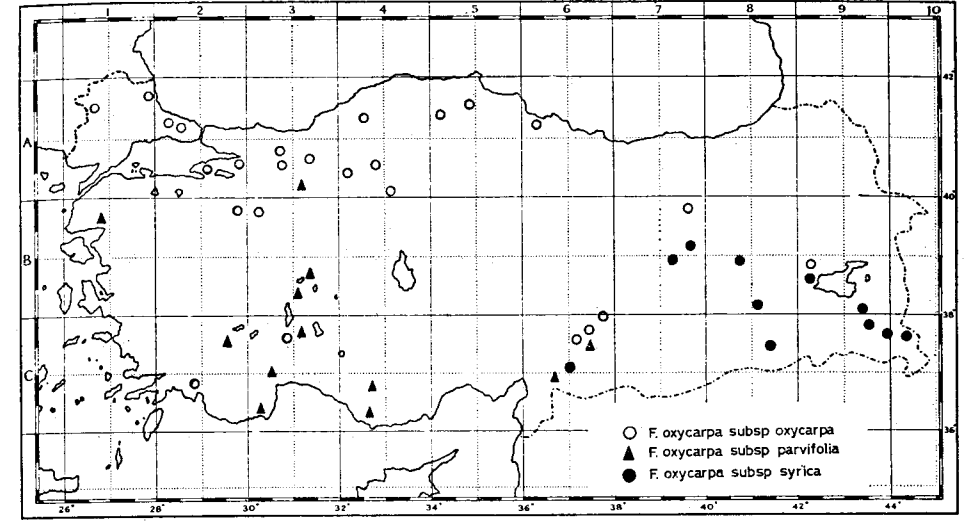 1 2 3 4 5 6 7 8 9 10
42°
A
40°
B
38°
C
36°
F. oxycarpa subsp oxycarpa
F. oxycarpa subsp parvifolia
F. oxycarpa subsp syrica
26° 28° 30° 32° 34° 36° 38° 40° 42° 44°